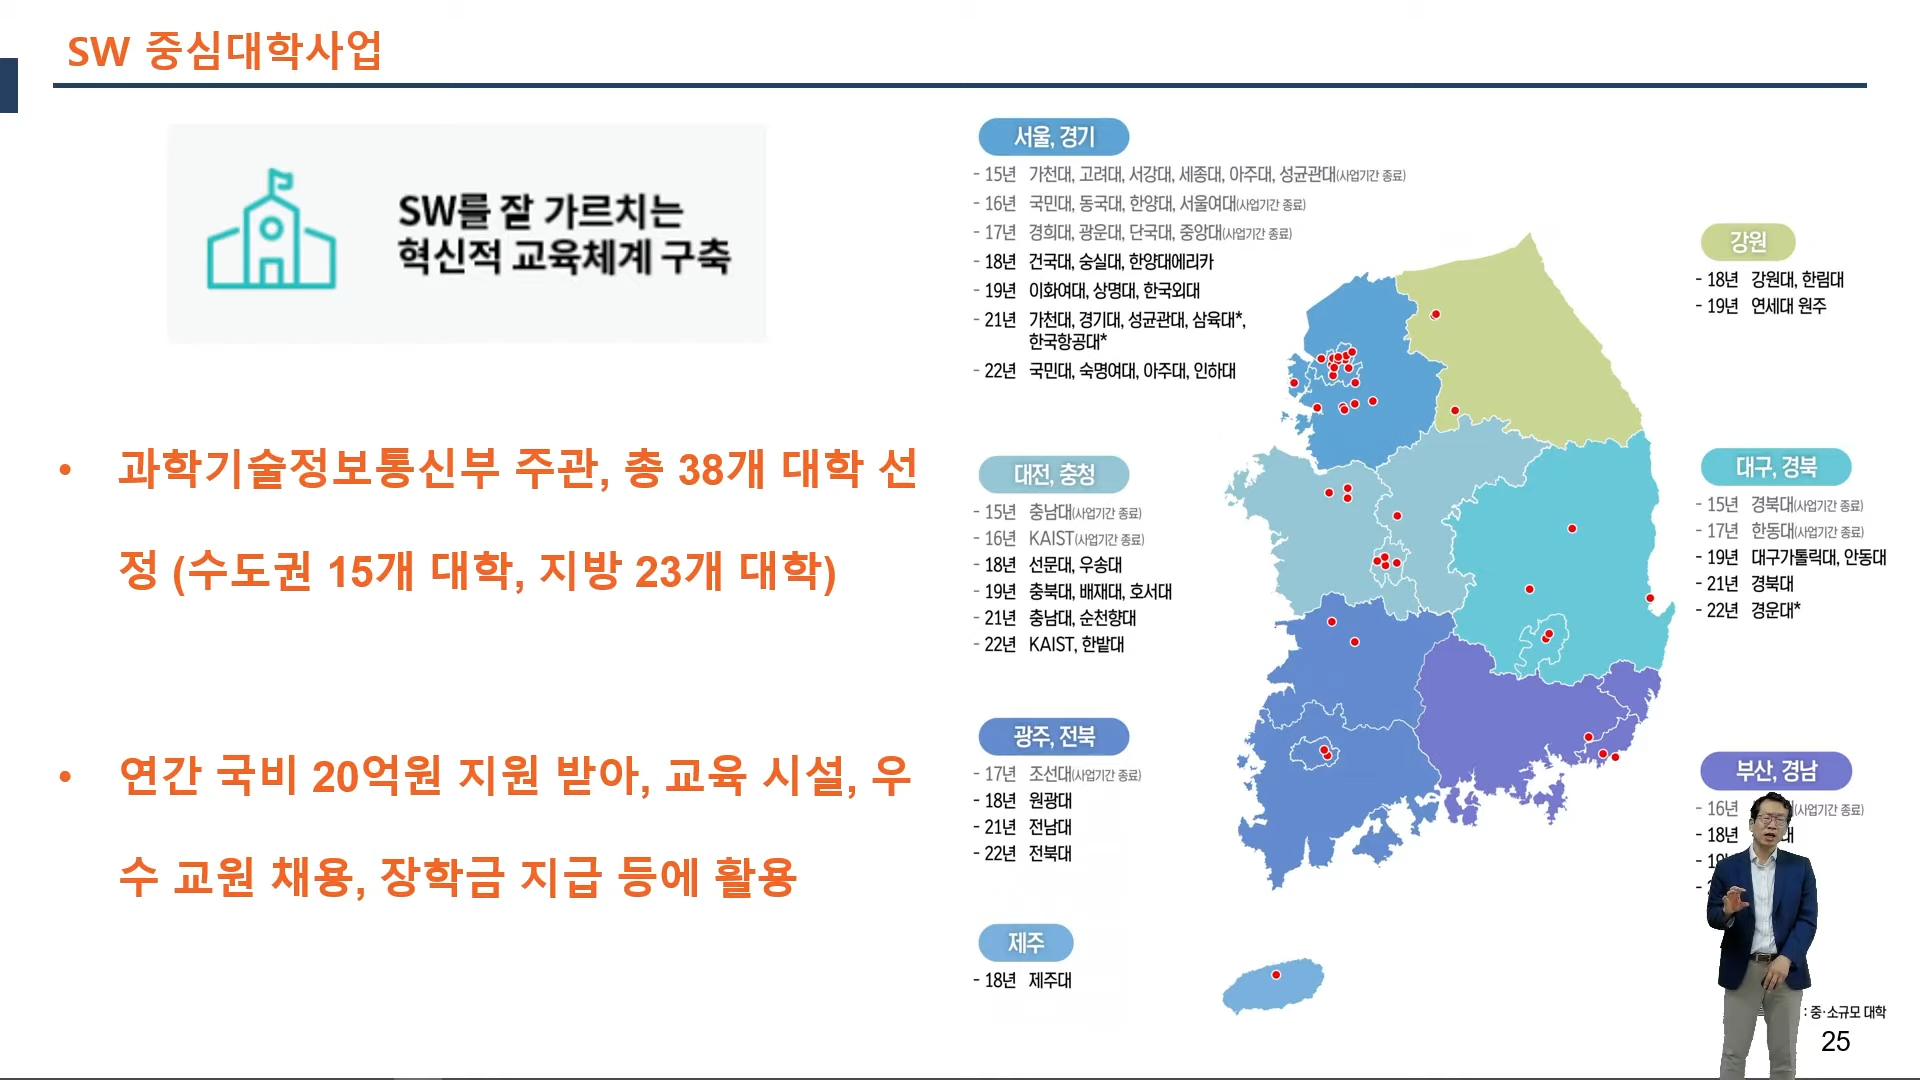 SW 중심대학사업
SW를 잘 가르치는
혁신적 교육체계 구축
• 과학기술정보통신부 주관, 총 38개 대학 선
정 (수도권 15개 대학, 지방 23개 대학)
• 연간 국비 20억원 지원 받아, 교육 시설, 우
수 교원 채용, 장학금 지급 등에 활용
서울, 경기
- 15년 가천대, 고려대, 서강대, 세종대, 아주대, 성균관대(사업기간 종료)
- 16년 국민대, 동국대, 한양대, 서울여대(사업기간 종료)
- 17년 경희대, 광운대, 단국대, 중앙대(사업기간 종료)
- 18년 건국대, 숭실대, 한양대에리카
- 19년 이화여대, 상명대, 한국외대
- 21년 가천대, 경기대, 성균관대, 삼육대*,
한국항공대*
- 22년 국민대, 숙명여대, 아주대, 인하대
대전, 충청
- 15년 충남대(사업기간 종료)
- 16년 KAIST(사업기간 종료)
- 18년 선문대, 우송대
- 19년 충북대, 배재대, 호서대
- 21년 충남대, 순천향대
- 22년 KAIST, 한밭대
광주, 전북
- 17년 조선대(사업기간 종료)
- 18년 원광대
- 21년 전남대
- 22년 전북대
제주
- 18년 제주대
강원
- 18년 강원대, 한림대
- 19년 연세대 원주
대구, 경북
- 15년 경북대(사업기간 종료)
- 17년 한동대(사업기간 종료)
- 19년 대구가톨릭대, 안동대
- 21년 경북대
- 22년 경운대*
부산, 경남
- 16년 (사업기간 종료)
- 18년 대
: 중·소규모 대학
25